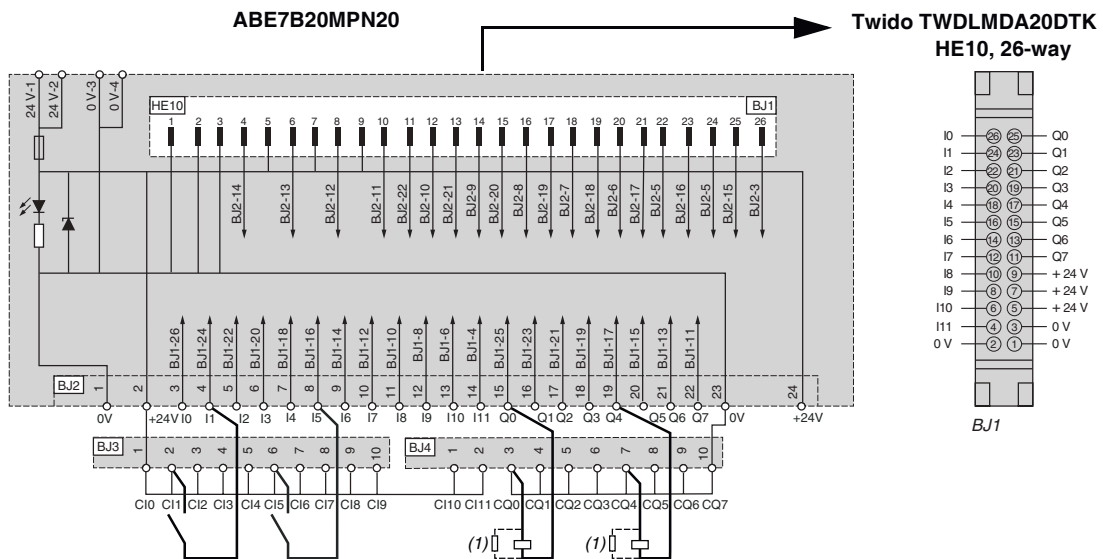 ABE7B20MPN20
Twido TWDLMDA20DTK
HE10, 26-way
24 V-1
24 V-2
0 V-3
0 V-4
HE10
BJ1
1 2 3 4 5 6 7 8 9 10 11 12 13 14 15 16 17 18 19 20 21 22 23 24 25 26
BJ2-14 BJ2-13 BJ2-12 BJ2-11 BJ2-22 BJ2-10 BJ2-21 BJ2-9 BJ2-20 BJ2-8 BJ2-19 BJ2-7 BJ2-18 BJ2-6 BJ2-17 BJ2-5 BJ2-16 BJ2-5 BJ2-15 BJ2-3
BJ1-26 BJ1-24 BJ1-22 BJ1-20 BJ1-18 BJ1-16 BJ1-14 BJ1-12 BJ1-10 BJ1-8 BJ1-6 BJ1-4 BJ1-25 BJ1-23 BJ1-21 BJ1-19 BJ1-17 BJ1-15 BJ1-13 BJ1-11
BJ2
1 2 3 4 5 6 7 8 9 10 11 12 13 14 15 16 17 18 19 20 21 22 23 24
0V +24V I0 I1 I2 I3 I4 I5 I6 I7 I8 I9 I10 I11 Q0 Q1 Q2 Q3 Q4 Q5 Q6 Q7 0V +24V
BJ3
1 2 3 4 5 6 7 8 9 10
BJ4
1 2 3 4 5 6 7 8 9 10
CI0 CI1 CI2 CI3 CI4 CI5 CI6 CI7 CI8 CI9
CI10 CI11 CQ0 CQ1 CQ2 CQ3 CQ4 CQ5 CQ6 CQ7
(1)
(1)
I0 26 25 Q0
I1 24 23 Q1
I2 22 21 Q2
I3 20 19 Q3
I4 18 17 Q4
I5 16 15 Q5
I6 14 13 Q6
I7 12 11 Q7
I8 10 9 + 24 V
I9 8 7 + 24 V
I10 6 5 + 24 V
I11 4 3 0 V
0 V 2 1 0 V
BJ1